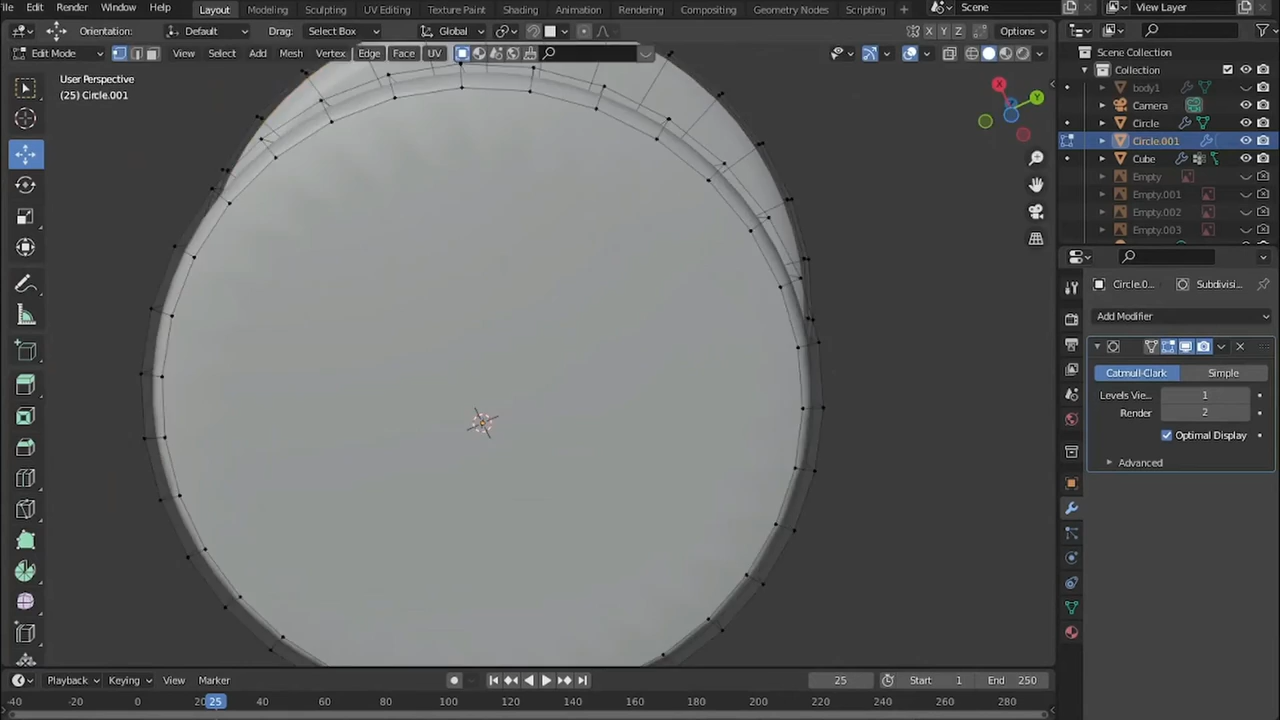 ile Edit Render Window Help Layout Modeling Sculpting UV Editing Texture Paint Shading Animation Rendering Compositing Geometry Nodes Scripting + Scene View Layer
Orientation: Default Drag: Select Box Global X Y Z Options
Edit Mode View Select Add Mesh Vertex Edge Face UV
User Perspective
(25) Circle.001
X
Y
Scene Collection
Collection
body1
Camera
Circle
Circle.001
Cube
Empty
Empty.001
Empty.002
Empty.003
Circle.0... Subdivisi...
Add Modifier
Catmull-Clark Simple
Levels Vie... 1
Render 2
Optimal Display
Advanced
Playback Keying View Marker 25 Start 1 End 250
-40 -20 0 20 25 40 60 80 100 120 140 160 180 200 220 240 260 280